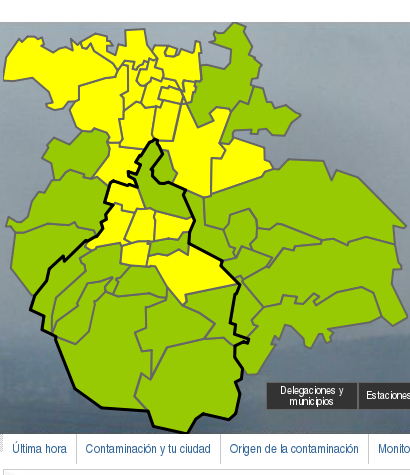 Delegaciones y
municipios
Estaciones
Última hora
Contaminación y tu ciudad
Origen de la contaminación
Monito